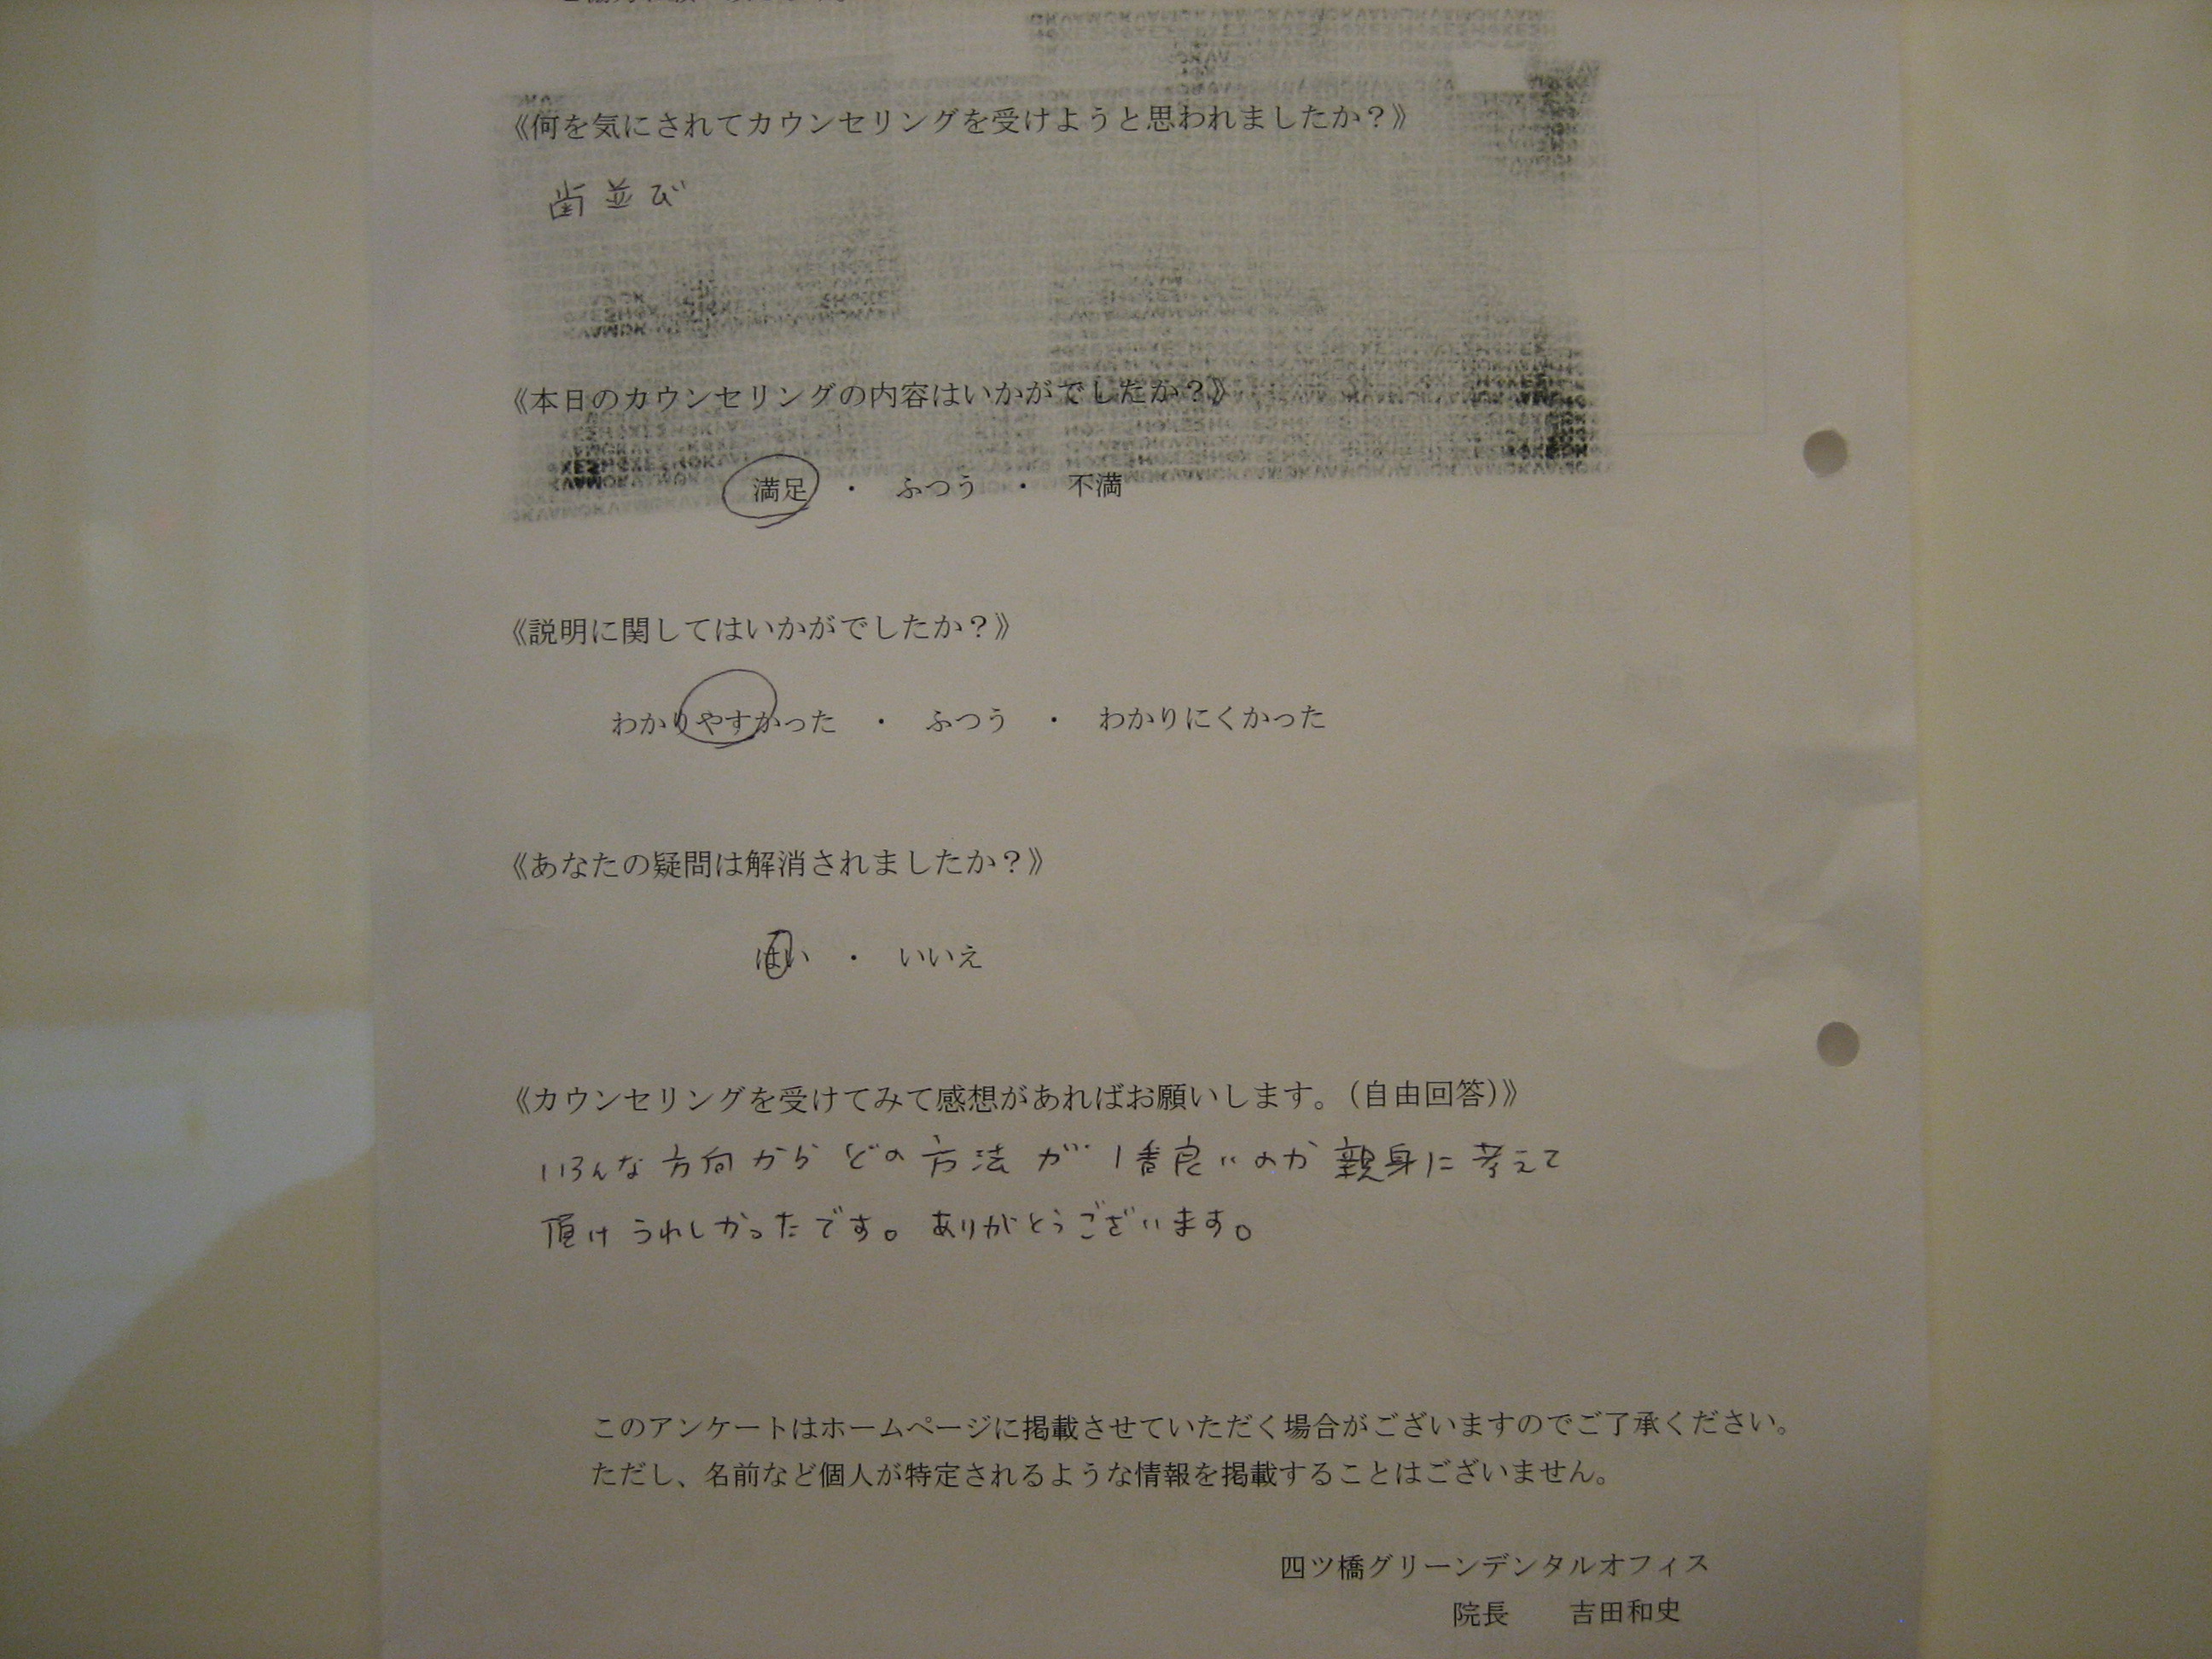 《何を気にされてカウンセリングを受けようと思われましたか？》
歯並び
《本日のカウンセリングの内容はいかがでしたか？》
満足 ・ ふつう ・ 不満
《説明に関してはいかがでしたか？》
わかりやすかった ・ ふつう ・ わかりにくかった
《あなたの疑問は解消されましたか？》
はい ・ いいえ
《カウンセリングを受けてみて感想があればお願いします。（自由回答）》
いろんな方向からどの方法が1番良いのか親身に考えて
頂けうれしかったです。ありがとうございます。
このアンケートはホームページに掲載させていただく場合がございますのでご了承ください。
ただし、名前など個人が特定されるような情報を掲載することはございません。
四ツ橋グリーンデンタルオフィス
院長 吉田和史